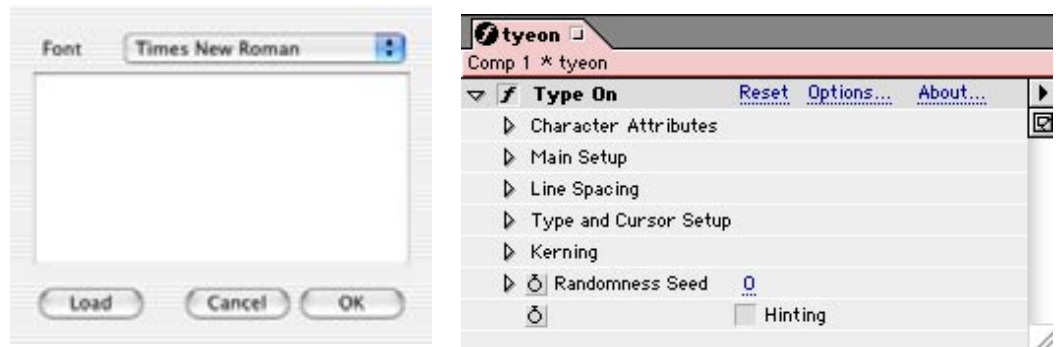 Font Times New Roman
Load Cancel OK
tyeon
Comp 1 * tyeon
f Type On Reset Options... About...
Character Attributes
Main Setup
Line Spacing
Type and Cursor Setup
Kerning
Randomness Seed 0
Hinting